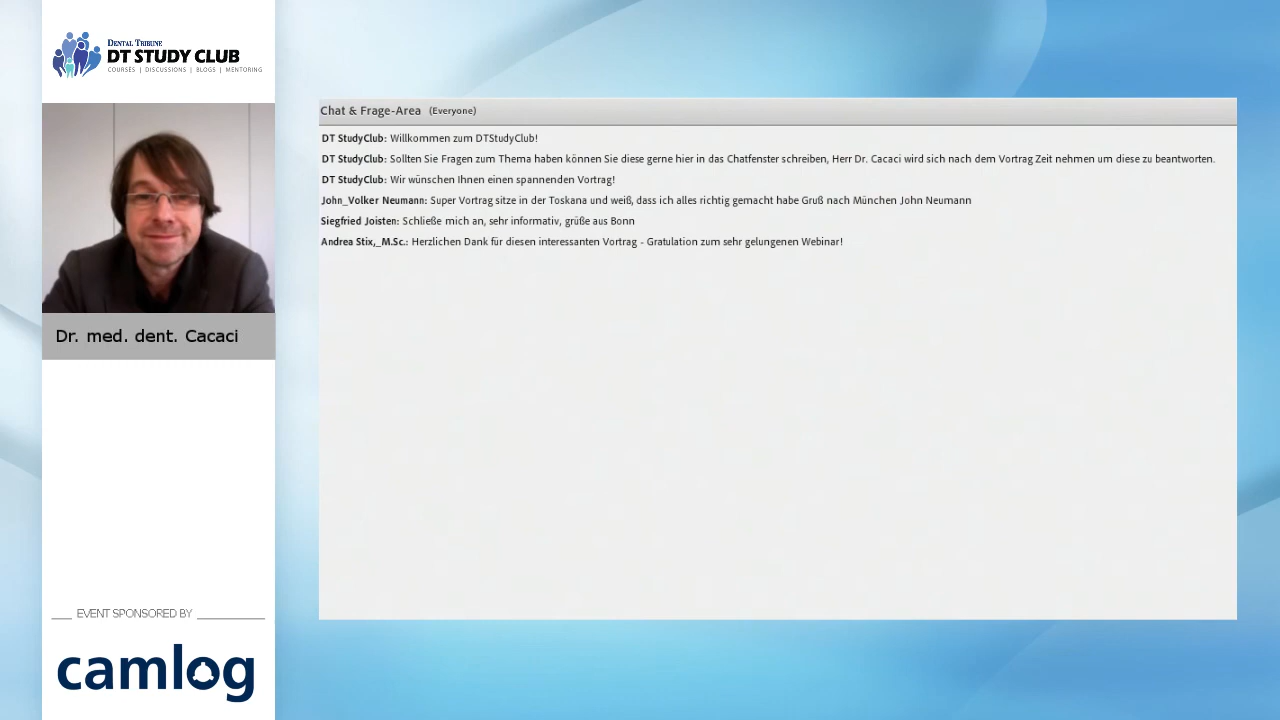 DENTAL TRIBUNE
DT STUDY CLUB
COURSES | DISCUSSIONS | BLOGS | MENTORING
Dr. med. dent. Cacaci
EVENT SPONSORED BY
camlog
Chat & Frage-Area (Everyone)
DT StudyClub: Willkommen zum DTStudyClub!
DT StudyClub: Sollten Sie Fragen zum Thema haben können Sie diese gerne hier in das Chatfenster schreiben, Herr Dr. Cacaci wird sich nach dem Vortrag Zeit nehmen um diese zu beantworten.
DT StudyClub: Wir wünschen Ihnen einen spannenden Vortrag!
John_Volker Neumann: Super Vortrag sitze in der Toskana und weiß, dass ich alles richtig gemacht habe Gruß nach München John Neumann
Siegfried Joisten: Schließe mich an, sehr informativ, grüße aus Bonn
Andrea Stix,_M.Sc.: Herzlichen Dank für diesen interessanten Vortrag - Gratulation zum sehr gelungenen Webinar!